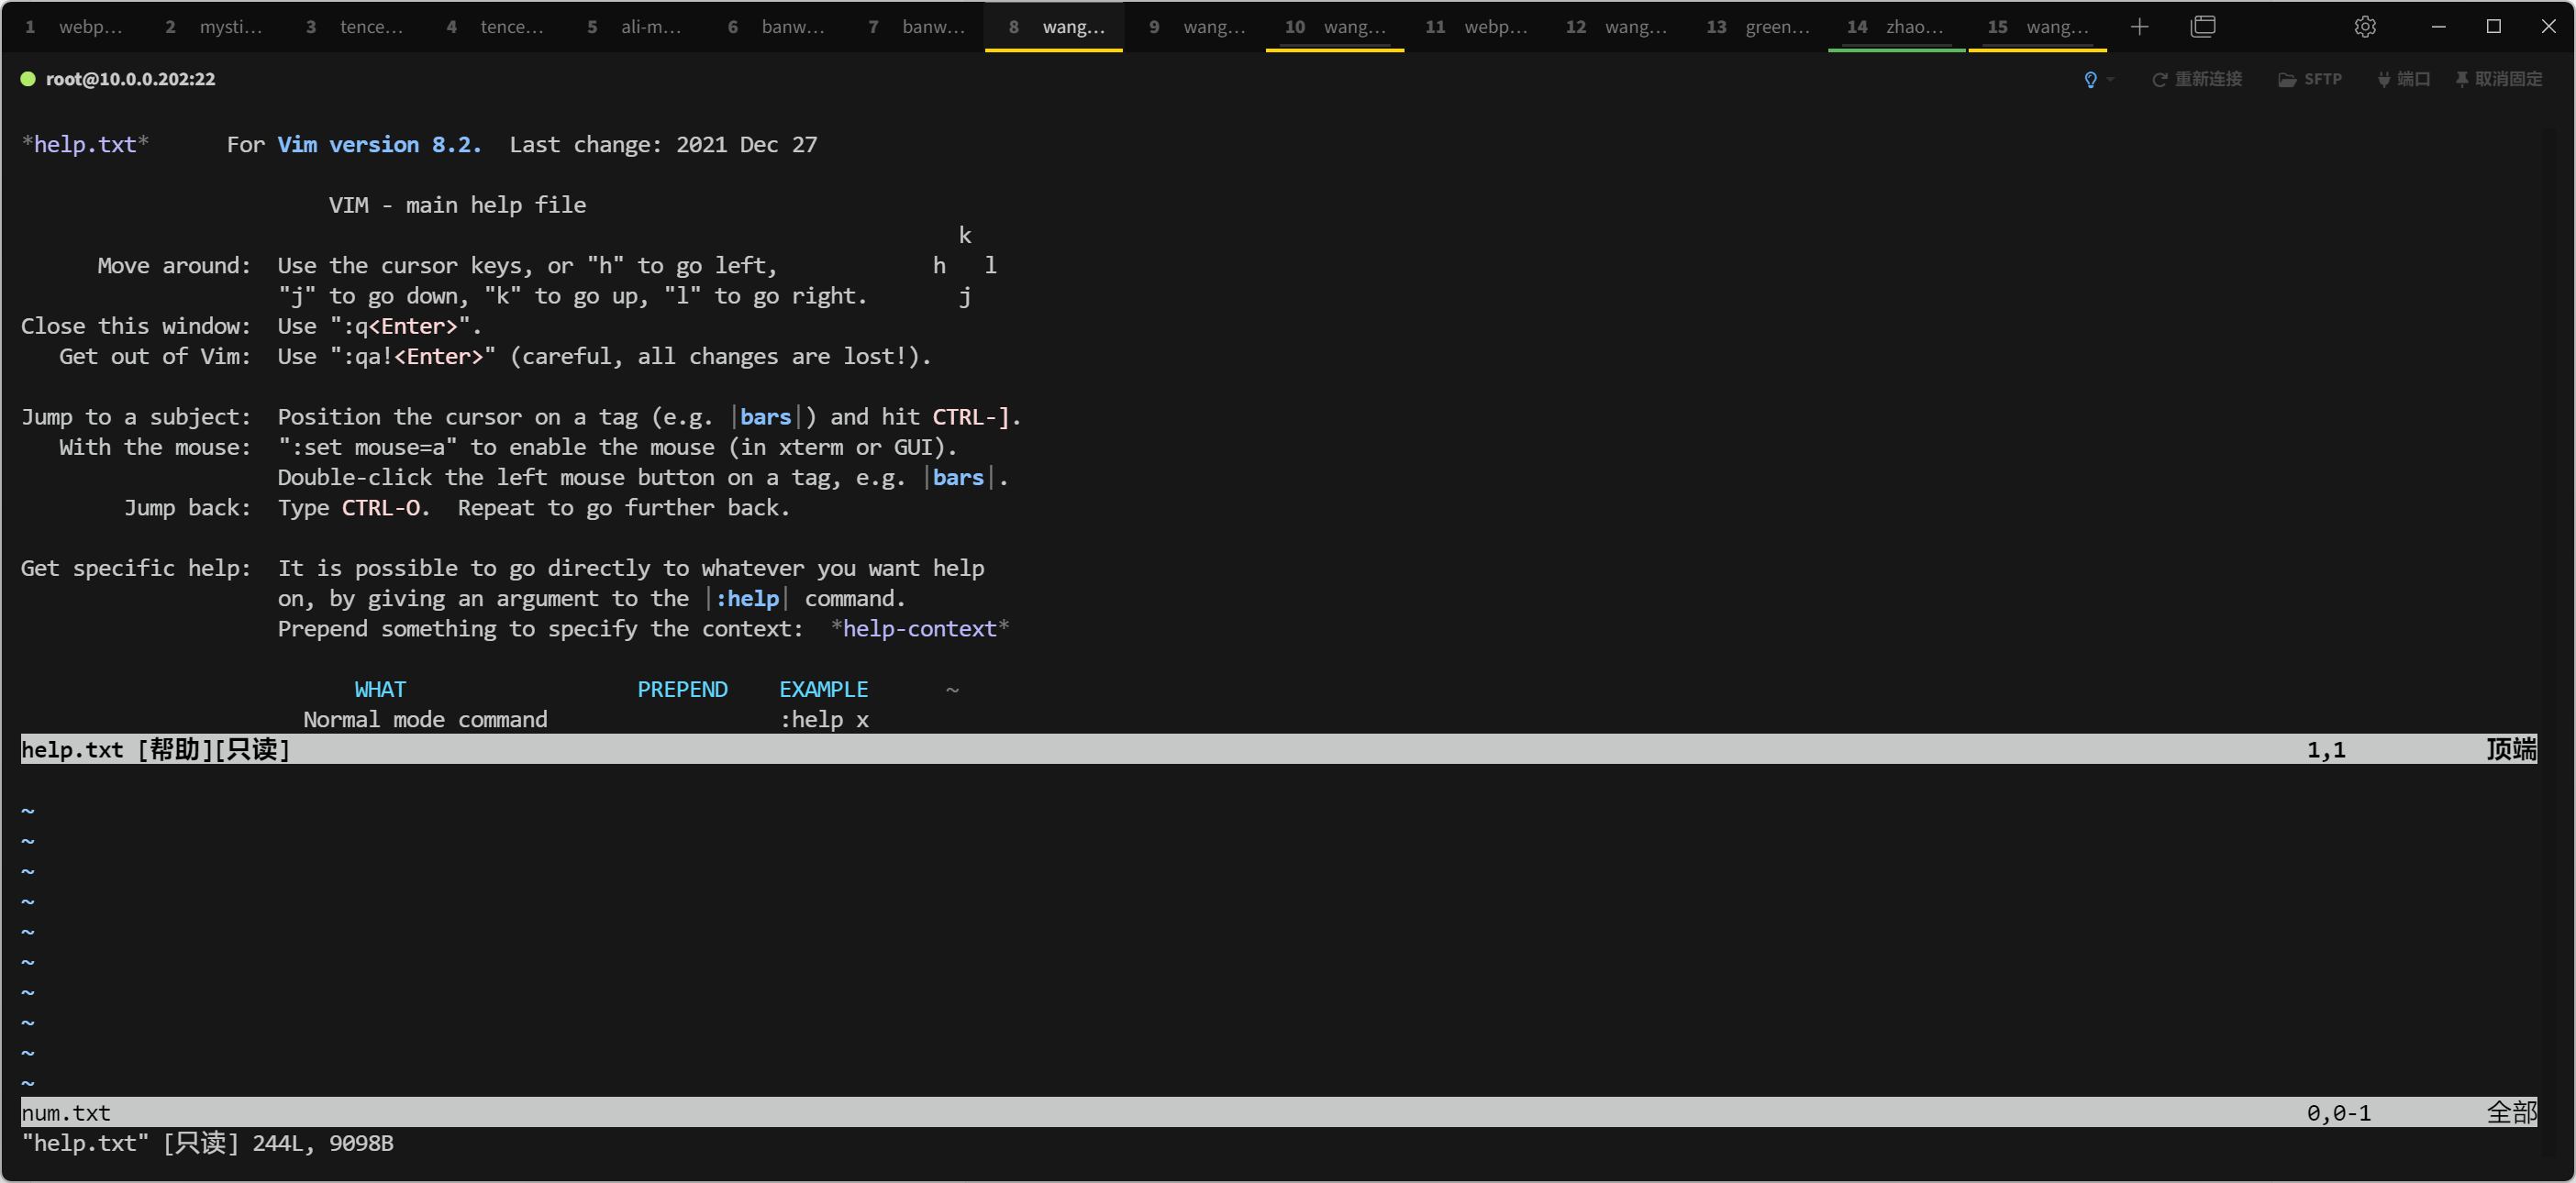 1 webp... 2 mysti... 3 tence... 4 tence... 5 ali-m... 6 banw... 7 banw... 8 wang... 9 wang... 10 wang... 11 webp... 12 wang... 13 green... 14 zhao... 15 wang...
root@10.0.0.202:22 重新连接 SFTP 端口 取消固定
*help.txt* For Vim version 8.2. Last change: 2021 Dec 27
VIM - main help file
k
Move around: Use the cursor keys, or "h" to go left, h l
"j" to go down, "k" to go up, "l" to go right. j
Close this window: Use ":q<Enter>".
Get out of Vim: Use ":qa!<Enter>" (careful, all changes are lost!).
Jump to a subject: Position the cursor on a tag (e.g. |bars|) and hit CTRL-].
With the mouse: ":set mouse=a" to enable the mouse (in xterm or GUI).
Double-click the left mouse button on a tag, e.g. |bars|.
Jump back: Type CTRL-O. Repeat to go further back.
Get specific help: It is possible to go directly to whatever you want help
on, by giving an argument to the |:help| command.
Prepend something to specify the context: *help-context*
WHAT PREPEND EXAMPLE ~
Normal mode command :help x
help.txt [帮助][只读] 1,1 顶端
~
~
~
~
~
~
~
~
~
~
num.txt 0,0-1 全部
"help.txt" [只读] 244L, 9098B